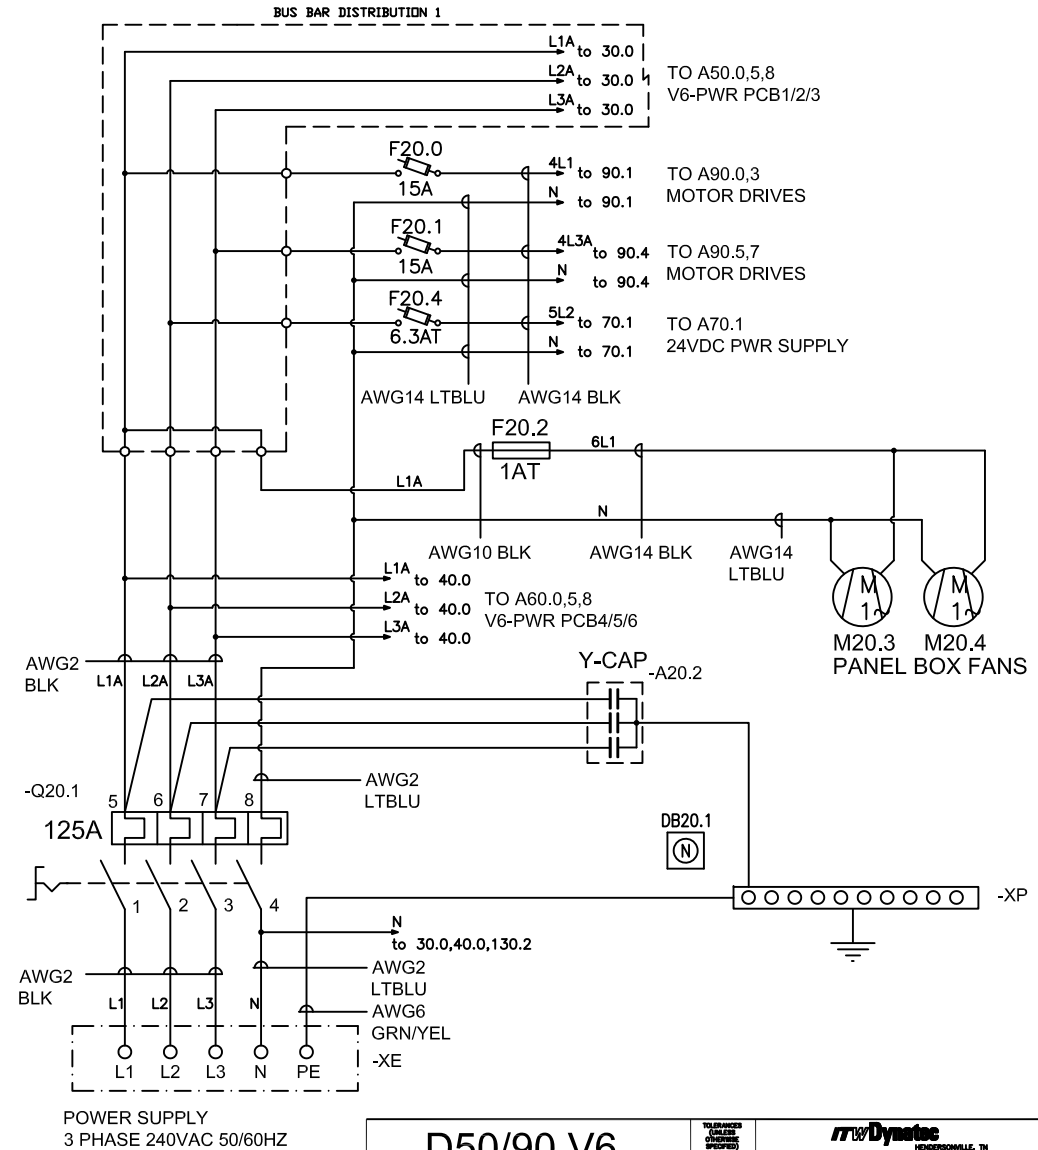 BUS BAR DISTRIBUTION 1
L1A to 30.0
L2A to 30.0
L3A to 30.0
TO A50.0,5,8
V6-PWR PCB1/2/3
F20.0
15A
4L1 to 90.1
N to 90.1
TO A90.0,3
MOTOR DRIVES
F20.1
15A
4L3A to 90.4
N to 90.4
TO A90.5,7
MOTOR DRIVES
F20.4
6.3AT
5L2 to 70.1
N to 70.1
TO A70.1
24VDC PWR SUPPLY
AWG14 LTBLU
AWG14 BLK
F20.2
1AT
6L1
L1A
N
AWG10 BLK
AWG14 BLK
AWG14
LTBLU
M
1~
M
1~
M20.3
M20.4
PANEL BOX FANS
L1A to 40.0
L2A to 40.0
L3A to 40.0
TO A60.0,5,8
V6-PWR PCB4/5/6
AWG2
BLK
L1A
L2A
L3A
Y-CAP
-A20.2
AWG2
LTBLU
-Q20.1
125A
5
6
7
8
DB20.1
N
1
2
3
4
-XP
N
to 30.0,40.0,130.2
AWG2
BLK
AWG2
LTBLU
L1
L2
L3
N
AWG6
GRN/YEL
-XE
L1
L2
L3
N
PE
POWER SUPPLY
3 PHASE 240VAC 50/60HZ
D50/90 V6
TOLERANCES
(UNLESS
OTHERWISE
SPECIFIED)
ITW Dynatec
HENDERSONVILLE, TN